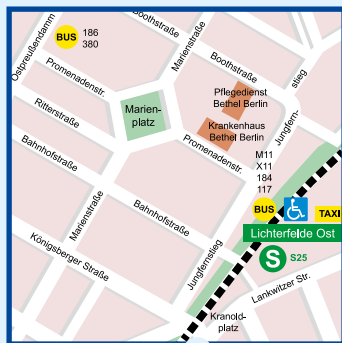 Ostpreußendamm
BUS
186
380
Boothstraße
Marienstraße
Promenadenstr.
Boothstraße
Jungfern-
stieg
Pflegedienst
Bethel Berlin
Marien-
platz
Ritterstraße
Krankenhaus
Bethel Berlin
Promenadenstr.
Bahnhofstraße
M11
X11
184
117
BUS
TAXI
Marienstraße
Bahnhofstraße
Lichterfelde Ost
S
S25
Königsberger Straße
Jungfernstieg
Lankwitzer Str.
Kranold-
platz